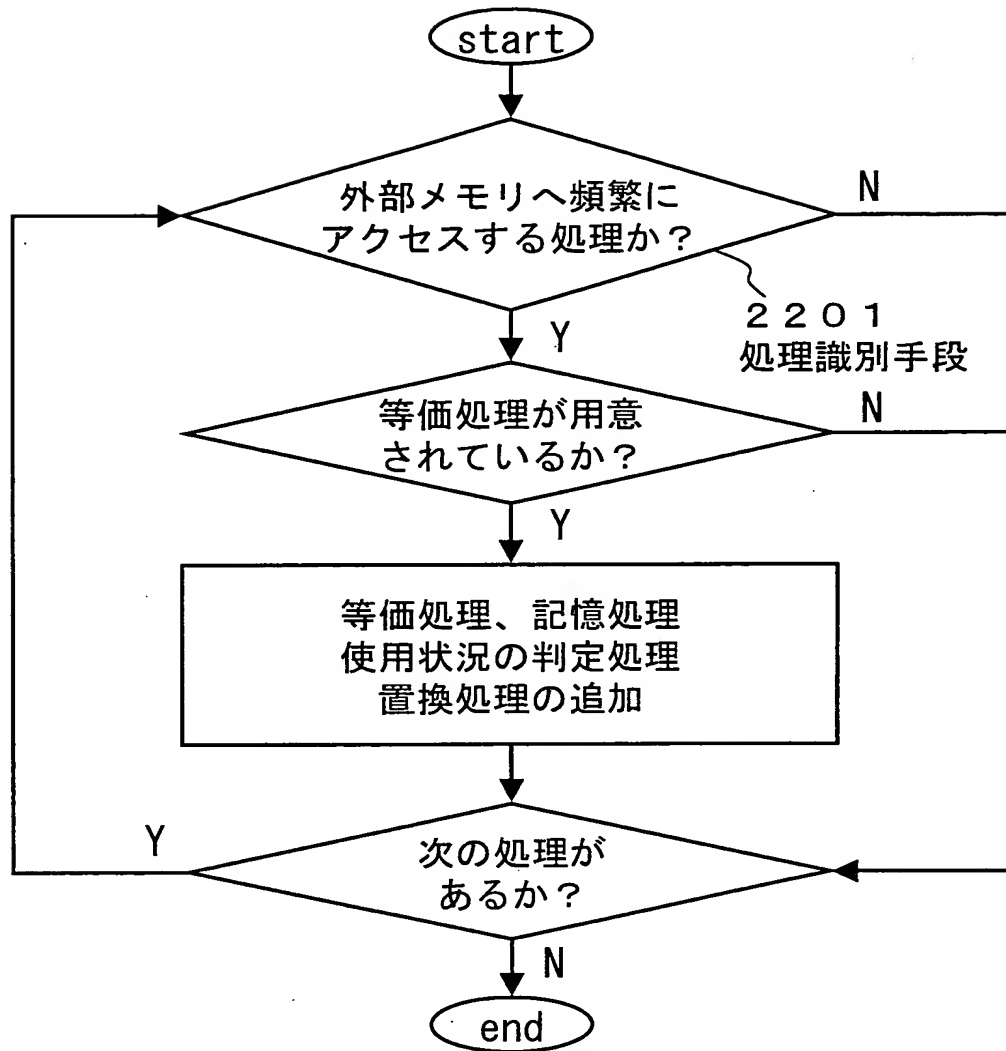 start
外部メモリへ頻繁に
アクセスする処理か？
N
Y
２２０１
処理識別手段
等価処理が用意
されているか？
N
Y
等価処理、記憶処理
使用状況の判定処理
置換処理の追加
Y
次の処理が
あるか？
N
end